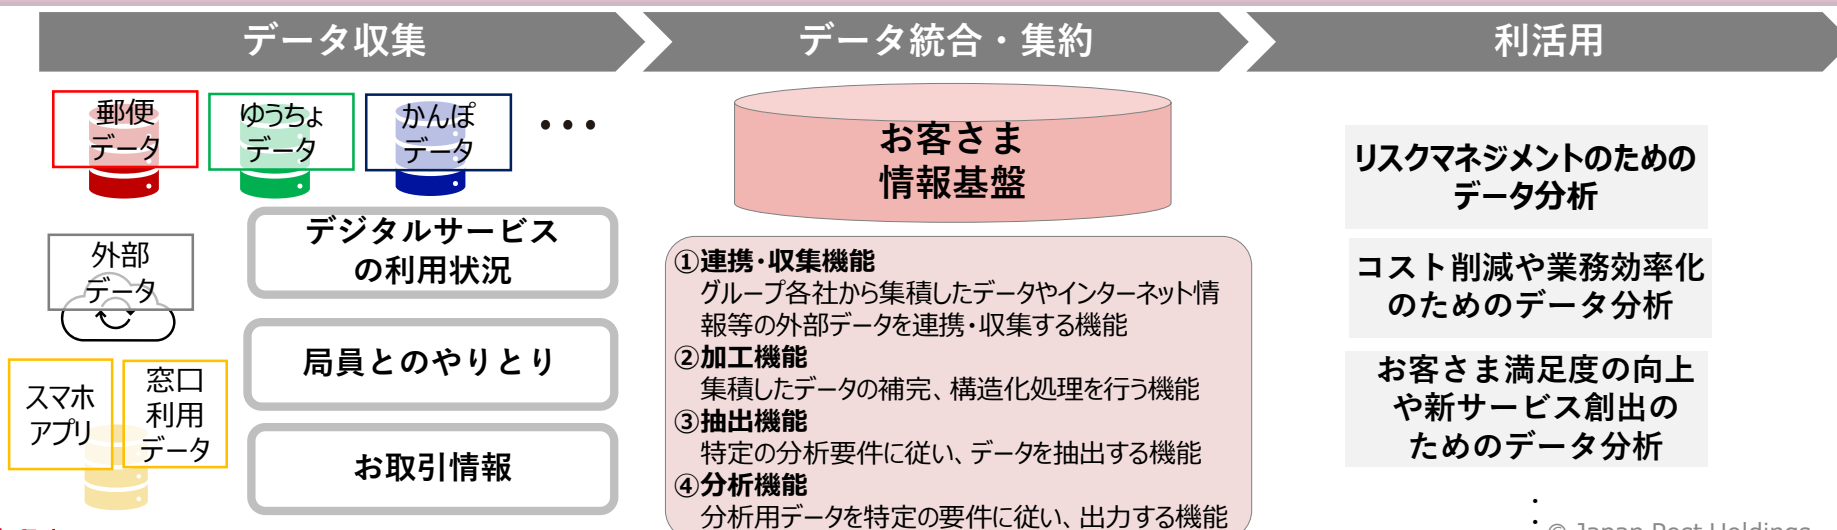 データ収集
データ統合・集約
利活用
郵便
データ
ゆうちょ
データ
かんぽ
データ
・・・
外部
データ
スマホ
アプリ
窓口
利用
データ
デジタルサービス
の利用状況
局員とのやりとり
お取引情報
お客さま
情報基盤
①連携・収集機能
グループ各社から集積したデータやインターネット情
報等の外部データを連携・収集する機能
②加工機能
集積したデータの補完、構造化処理を行う機能
③抽出機能
特定の分析要件に従い、データを抽出する機能
④分析機能
分析用データを特定の要件に従い、出力する機能
リスクマネジメントのための
データ分析
コスト削減や業務効率化
のためのデータ分析
お客さま満足度の向上
や新サービス創出の
ためのデータ分析
・
・
© Japan Post Holdings